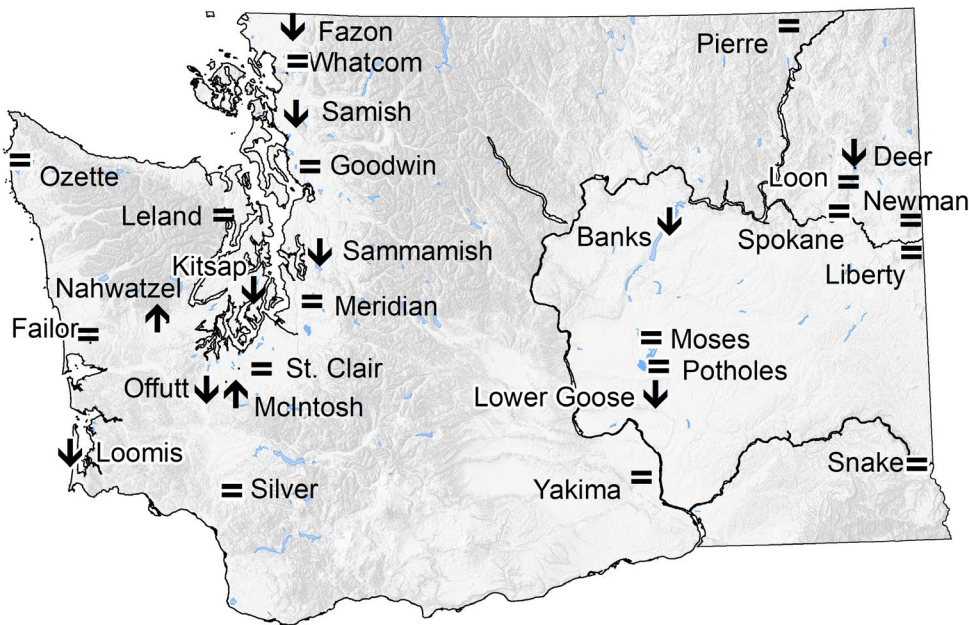 Fazon
Pierre
Whatcom
Samish
Deer
Goodwin
Ozette
Loon
Newman
Leland
Banks
Spokane
Sammamish
Kitsap
Liberty
Nahwatzel
Meridian
Failor
Moses
St. Clair
Potholes
Offutt
McIntosh
Lower Goose
Loomis
Snake
Silver
Yakima